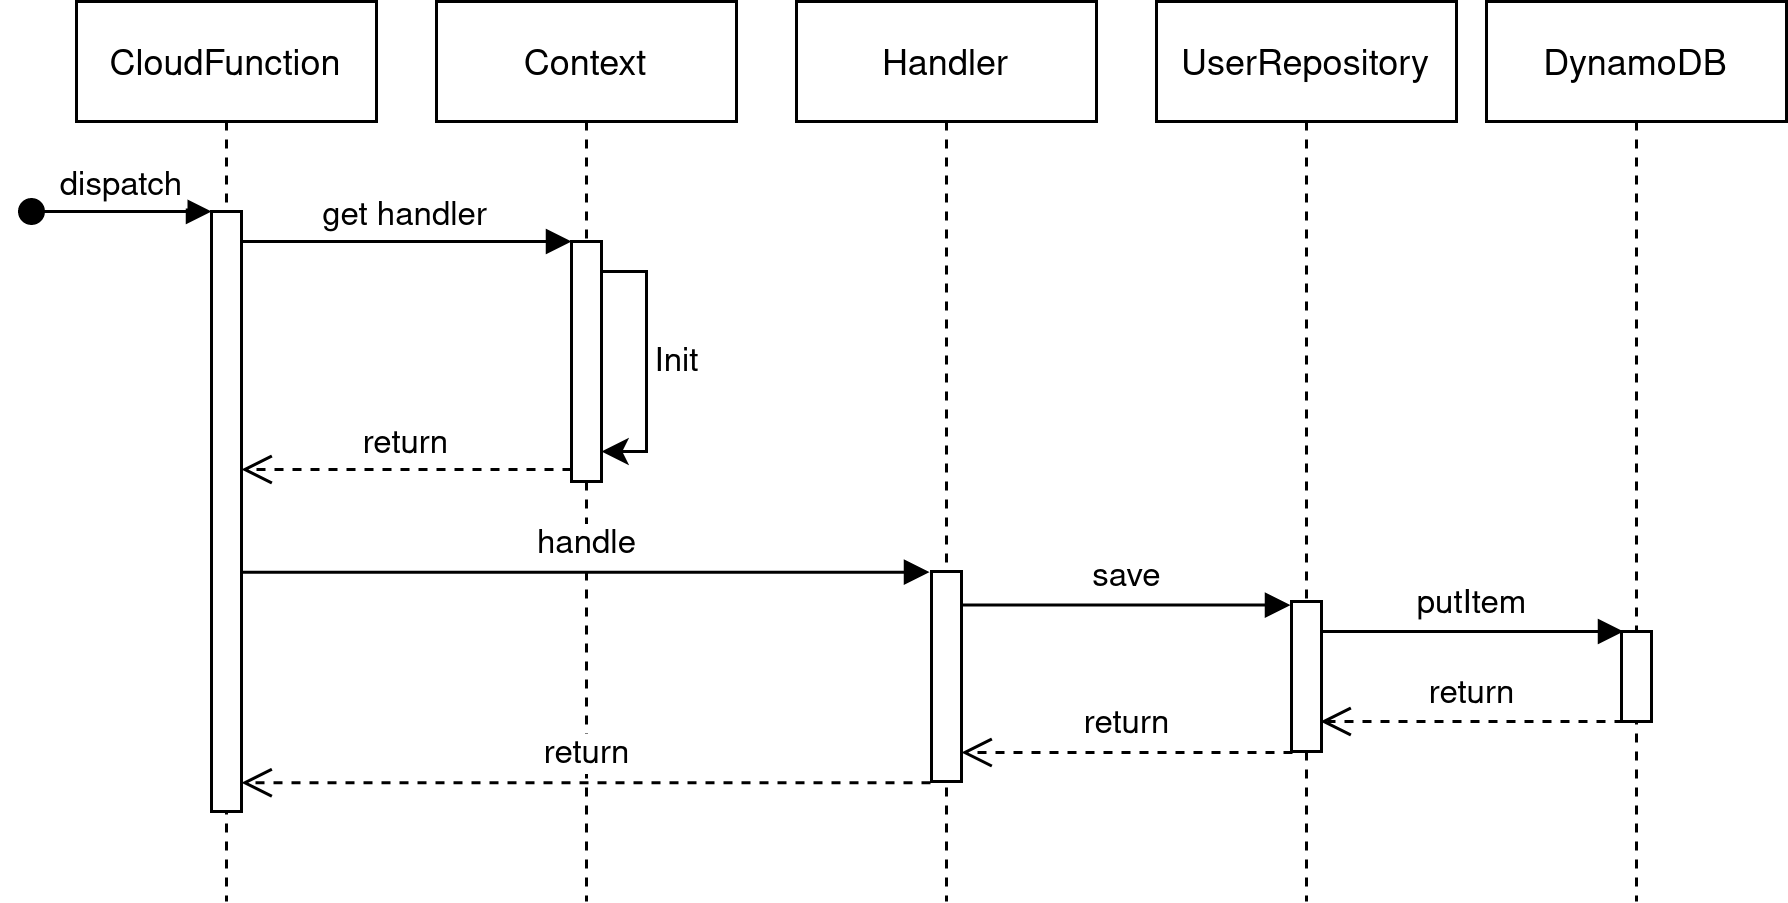 CloudFunction
Context
Handler
UserRepository
DynamoDB
dispatch
get handler
Init
return
handle
save
putItem
return
return
return